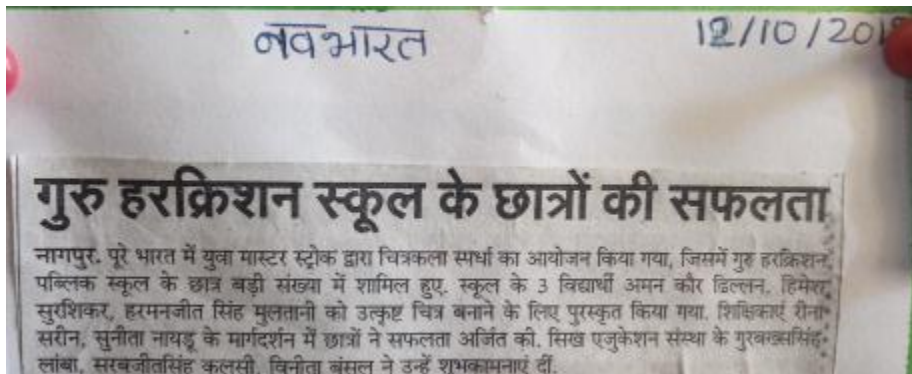 नवभारत
12/10/201
गुरु हरक्रिशन स्कूल के छात्रों की सफलता
नागपुर. पूरे भारत में युवा मास्टर स्ट्रोक द्वारा चित्रकला स्पर्धा का आयोजन किया गया, जिसमें गुरु हरक्रिशन
पब्लिक स्कूल के छात्र बड़ी संख्या में शामिल हुए. स्कूल के 3 विद्यार्थी अमन कौर ढिल्लन, हिमेश
सुरशिकर, हरमनजीत सिंह मुलतानी को उत्कृष्ट चित्र बनाने के लिए पुरस्कृत किया गया. शिक्षिकाएं रीना
सरीन, सुनीता नायडू के मार्गदर्शन में छात्रों ने सफलता अर्जित की. सिख एजुकेशन संस्था के गुरबख्ससिंह
लांबा, सरबजीतसिंह कलसी, विनीता बंसल ने उन्हें शुभकामनाएं दीं.